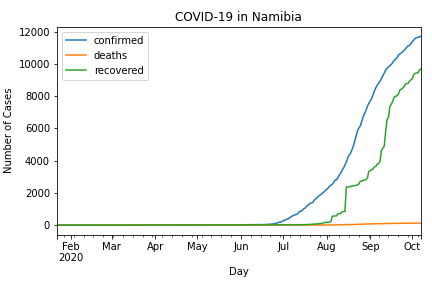 COVID-19 in Namibia
confirmed
deaths
recovered
Number of Cases
12000
10000
8000
6000
4000
2000
0
Feb Mar Apr May Jun Jul Aug Sep Oct
2020
Day